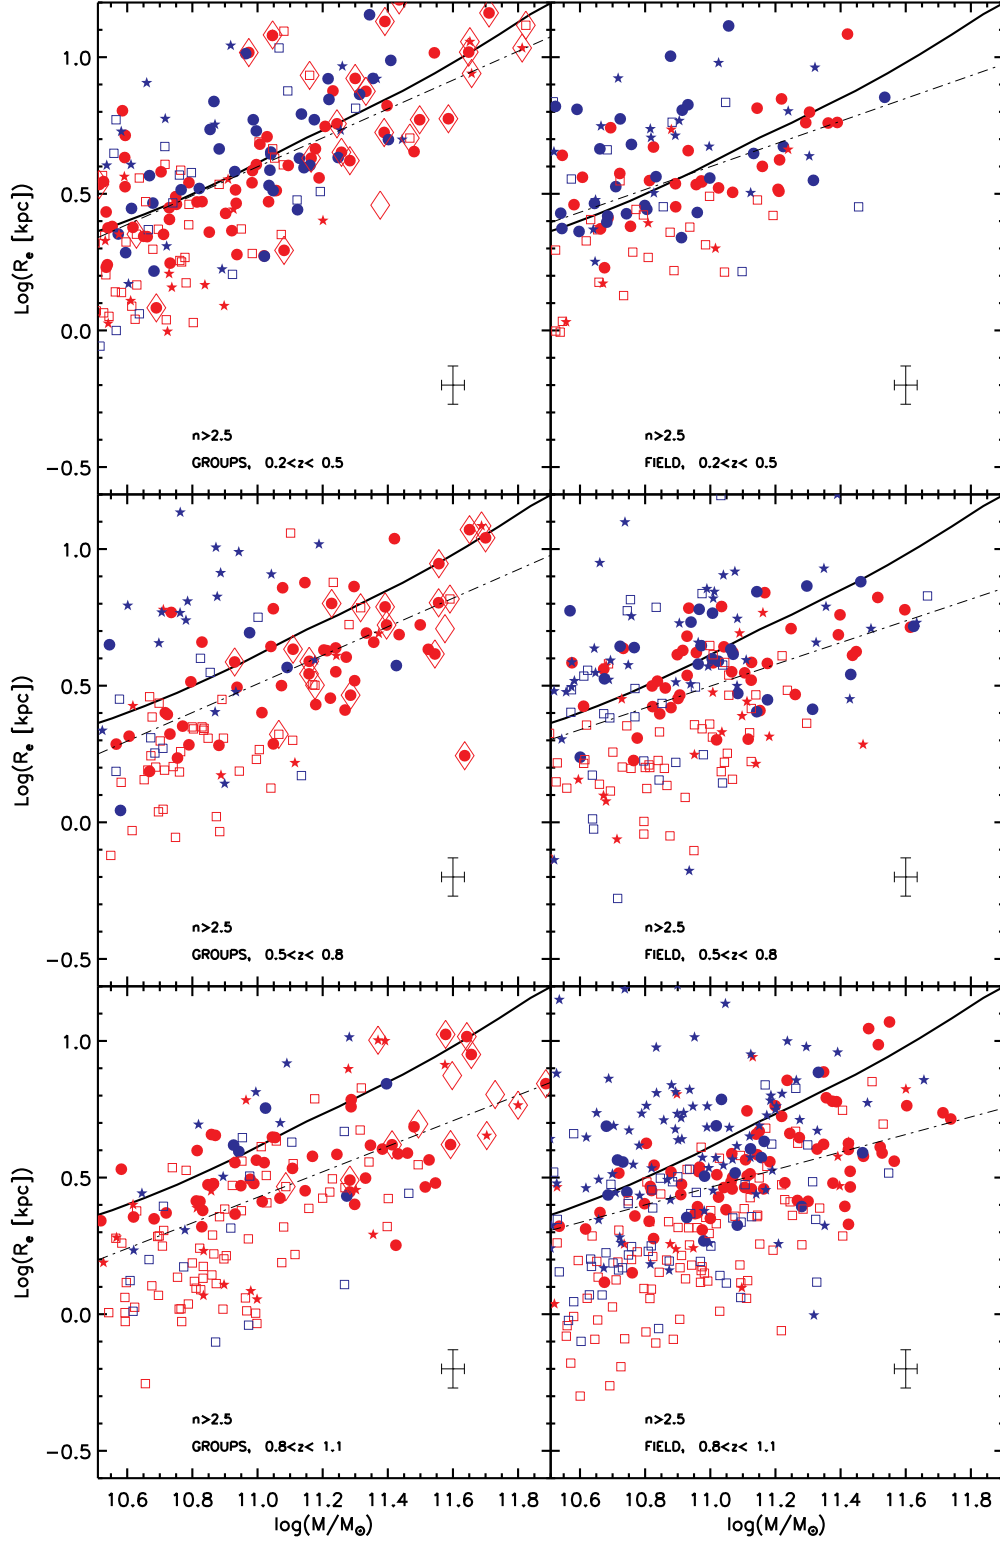 1.0
0.5
0.0
−0.5
Log(Re [kpc])
n>2.5
GROUPS, 0.2<z< 0.5
n>2.5
FIELD, 0.2<z< 0.5
1.0
0.5
0.0
−0.5
Log(Re [kpc])
n>2.5
GROUPS, 0.5<z< 0.8
n>2.5
FIELD, 0.5<z< 0.8
1.0
0.5
0.0
−0.5
Log(Re [kpc])
n>2.5
GROUPS, 0.8<z< 1.1
n>2.5
FIELD, 0.8<z< 1.1
10.6 10.8 11.0 11.2 11.4 11.6 11.8
10.6 10.8 11.0 11.2 11.4 11.6 11.8
log(M/M⊙)
log(M/M⊙)